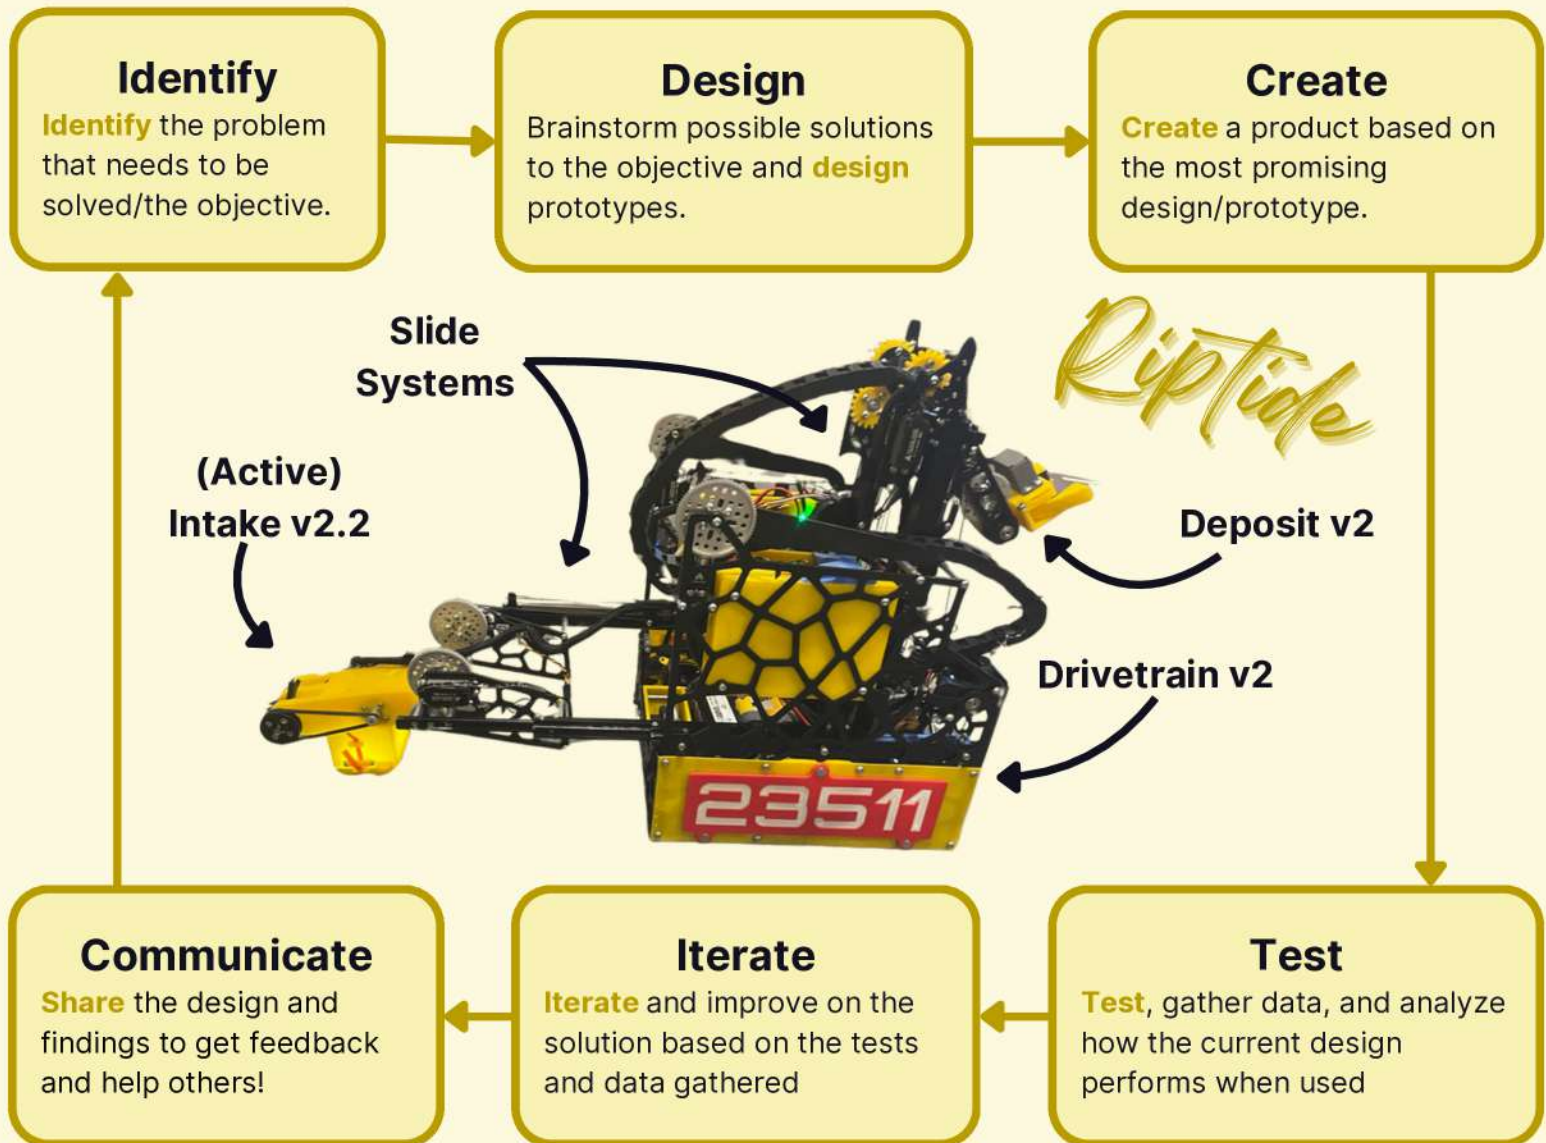 Identify
Identify the problem
that needs to be
solved/the objective.
Design
Brainstorm possible solutions
to the objective and design
prototypes.
Create
Create a product based on
the most promising
design/prototype.
Slide
Systems
RipTide
(Active)
Intake v2.2
Deposit v2
Drivetrain v2
23511
Communicate
Share the design and
findings to get feedback
and help others!
Iterate
Iterate and improve on the
solution based on the tests
and data gathered
Test
Test, gather data, and analyze
how the current design
performs when used